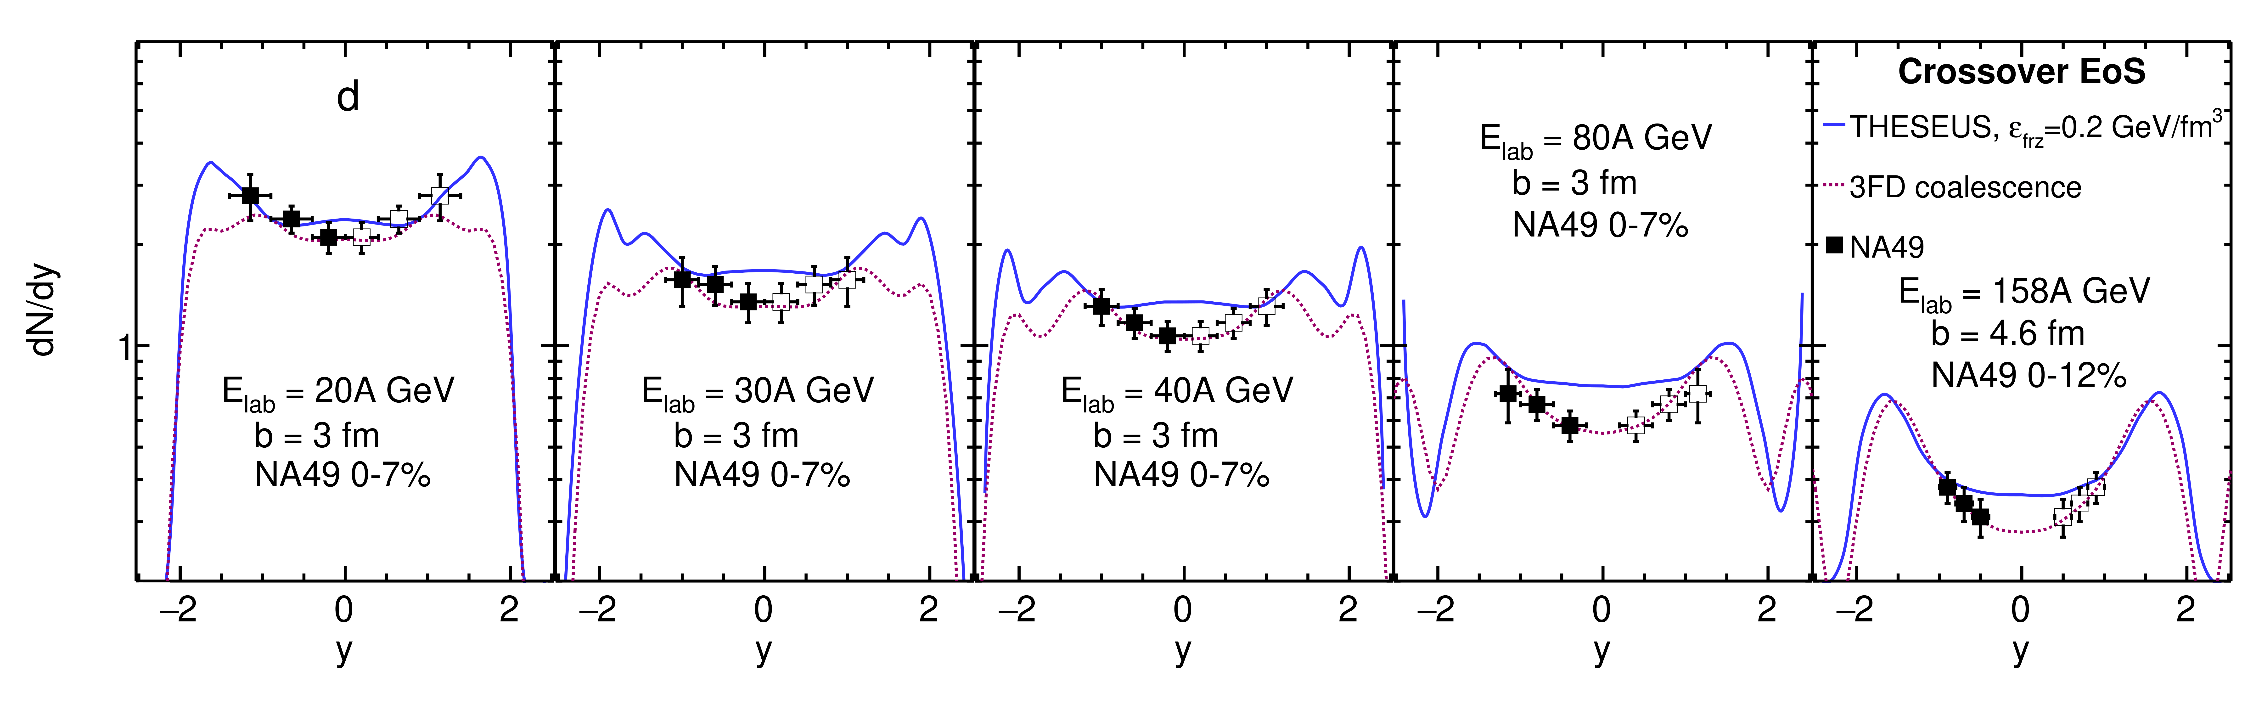 d
dN/dy
1
E_lab = 20A GeV
b = 3 fm
NA49 0-7%
−2 0 2
y
E_lab = 30A GeV
b = 3 fm
NA49 0-7%
−2 0 2
y
E_lab = 40A GeV
b = 3 fm
NA49 0-7%
−2 0 2
y
E_lab = 80A GeV
b = 3 fm
NA49 0-7%
−2 0 2
y
Crossover EoS
THESEUS, ε_frz=0.2 GeV/fm³
3FD coalescence
NA49
E_lab = 158A GeV
b = 4.6 fm
NA49 0-12%
−2 0 2
y